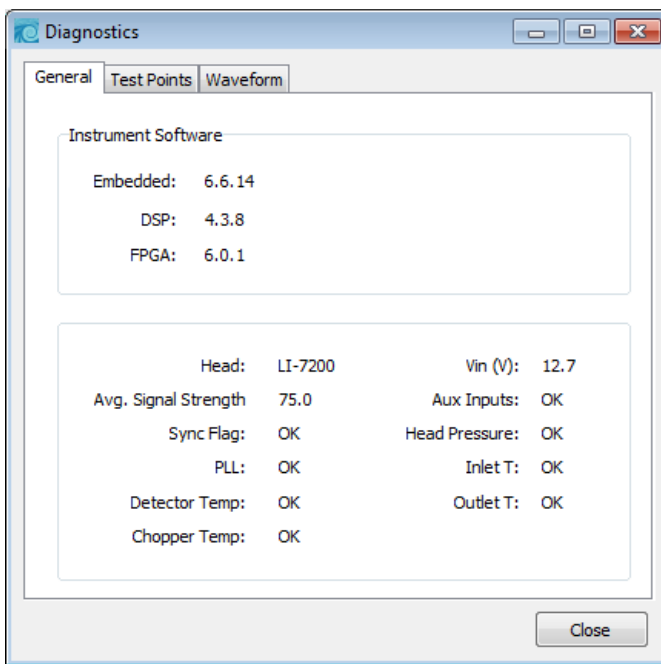 Diagnostics
General Test Points Waveform
Instrument Software
Embedded: 6.6.14
DSP: 4.3.8
FPGA: 6.0.1
Head: LI-7200 Vin (V): 12.7
Avg. Signal Strength 75.0 Aux Inputs: OK
Sync Flag: OK Head Pressure: OK
PLL: OK Inlet T: OK
Detector Temp: OK Outlet T: OK
Chopper Temp: OK
Close